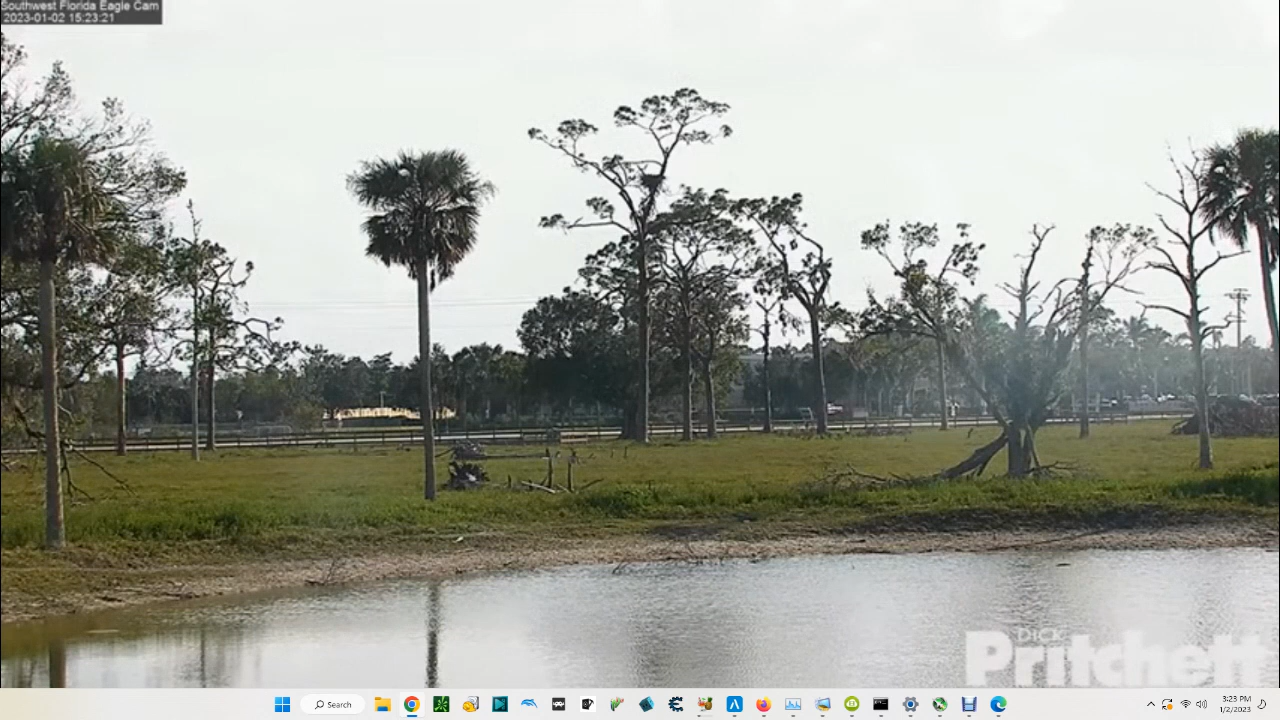 Southwest Florida Eagle Cam
2023-01-02 15:23:21
DICK
Pritchett
Search
3:23 PM
1/2/2023